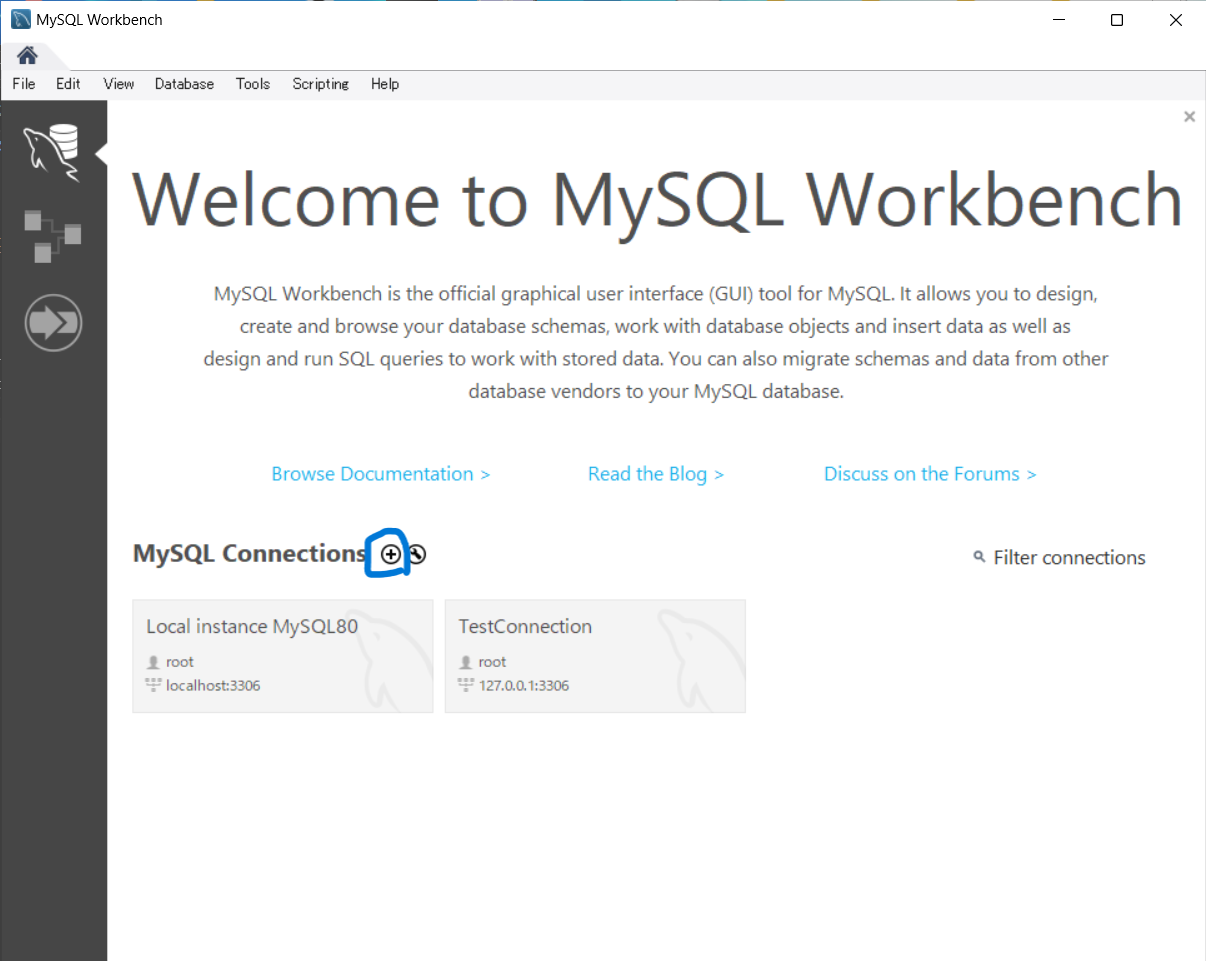 MySQL Workbench
File Edit View Database Tools Scripting Help
Welcome to MySQL Workbench
MySQL Workbench is the official graphical user interface (GUI) tool for MySQL. It allows you to design,
create and browse your database schemas, work with database objects and insert data as well as
design and run SQL queries to work with stored data. You can also migrate schemas and data from other
database vendors to your MySQL database.
Browse Documentation > Read the Blog > Discuss on the Forums >
MySQL Connections Filter connections
Local instance MySQL80
root
localhost:3306
TestConnection
root
127.0.0.1:3306